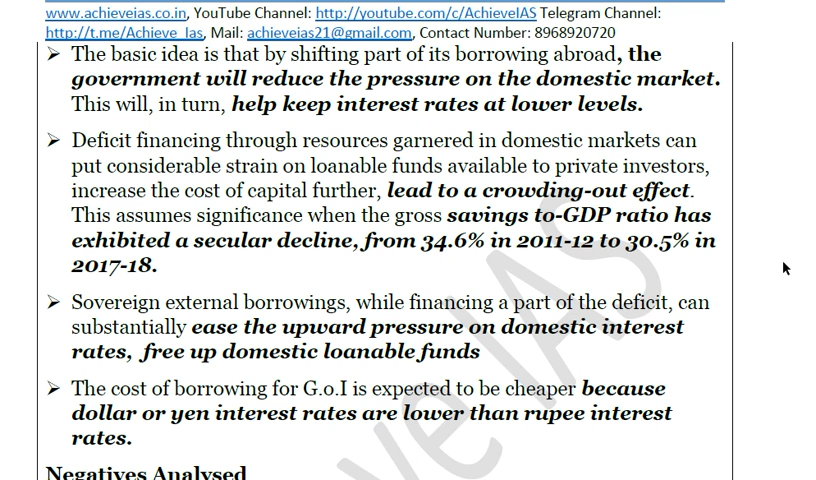 www.achieveias.co.in, YouTube Channel: http://youtube.com/c/AchieveIAS Telegram Channel:
http://t.me/Achieve_Ias, Mail: achieveias21@gmail.com, Contact Number: 8968920720
➢ The basic idea is that by shifting part of its borrowing abroad, the
government will reduce the pressure on the domestic market.
This will, in turn, help keep interest rates at lower levels.
➢ Deficit financing through resources garnered in domestic markets can
put considerable strain on loanable funds available to private investors,
increase the cost of capital further, lead to a crowding-out effect.
This assumes significance when the gross savings to-GDP ratio has
exhibited a secular decline, from 34.6% in 2011-12 to 30.5% in
2017-18.
➢ Sovereign external borrowings, while financing a part of the deficit, can
substantially ease the upward pressure on domestic interest
rates, free up domestic loanable funds
➢ The cost of borrowing for G.o.I is expected to be cheaper because
dollar or yen interest rates are lower than rupee interest
rates.
Negatives Analysed
ve IAS